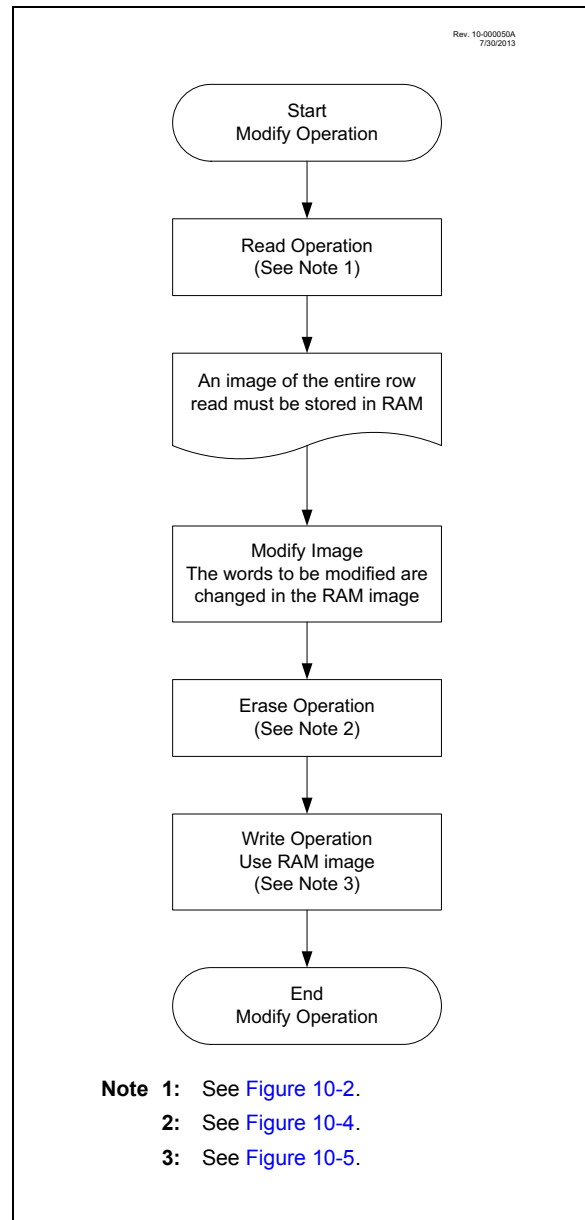 Rev. 10-000050A
7/30/2013
Start
Modify Operation
Read Operation
(See Note 1)
An image of the entire row
read must be stored in RAM
Modify Image
The words to be modified are
changed in the RAM image
Erase Operation
(See Note 2)
Write Operation
Use RAM image
(See Note 3)
End
Modify Operation
Note 1: See Figure 10-2.
2: See Figure 10-4.
3: See Figure 10-5.